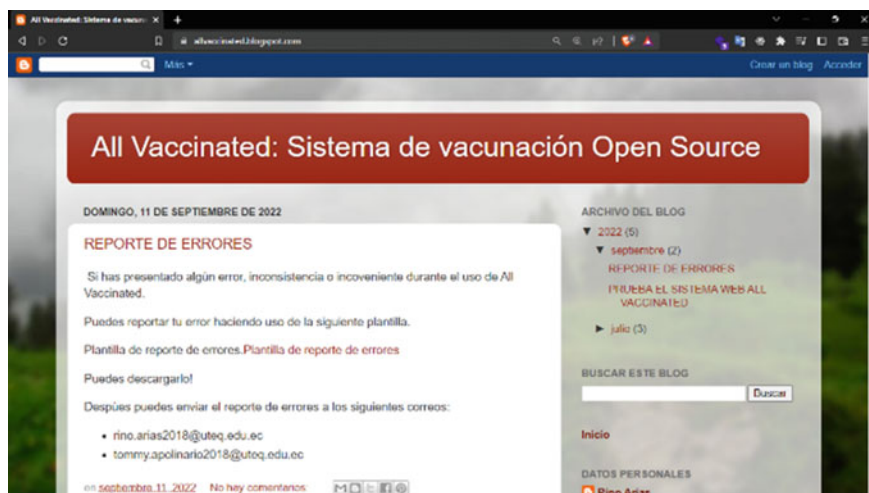 All Vaccinated: Sistema de vacun
allvaccinated.blogspot.com
Más
Crear un blog Acceder
All Vaccinated: Sistema de vacunación Open Source
DOMINGO, 11 DE SEPTIEMBRE DE 2022
REPORTE DE ERRORES
Si has presentado algún error, inconsistencia o incoveniente durante el uso de All
Vaccinated.
Puedes reportar tu error haciendo uso de la siguiente plantilla.
Plantilla de reporte de errores.Plantilla de reporte de errores
Puedes descargarlo!
Despúes puedes enviar el reporte de errores a los siguientes correos:
rino.arias2018@uteq.edu.ec
tommy.apolinario2018@uteq.edu.ec
on septiembre 11, 2022 No hay comentarios:
ARCHIVO DEL BLOG
▼ 2022 (5)
▼ septiembre (2)
REPORTE DE ERRORES
PRUEBA EL SISTEMA WEB ALL
VACCINATED
► julio (3)
BUSCAR ESTE BLOG
Buscar
Inicio
DATOS PERSONALES
Rino Arias